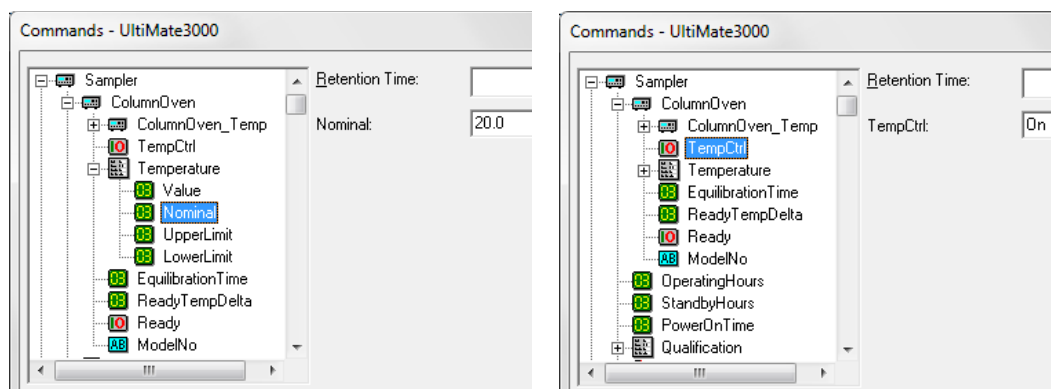 Commands - UltiMate3000
Sampler
Retention Time:
ColumnOven
ColumnOven_Temp
Nominal:
20.0
TempCtrl
Temperature
Value
Nominal
UpperLimit
LowerLimit
EquilibrationTime
ReadyTempDelta
Ready
ModelNo
Commands - UltiMate3000
Sampler
Retention Time:
ColumnOven
ColumnOven_Temp
TempCtrl:
On
TempCtrl
Temperature
EquilibrationTime
ReadyTempDelta
Ready
ModelNo
OperatingHours
StandbyHours
PowerOnTime
Qualification